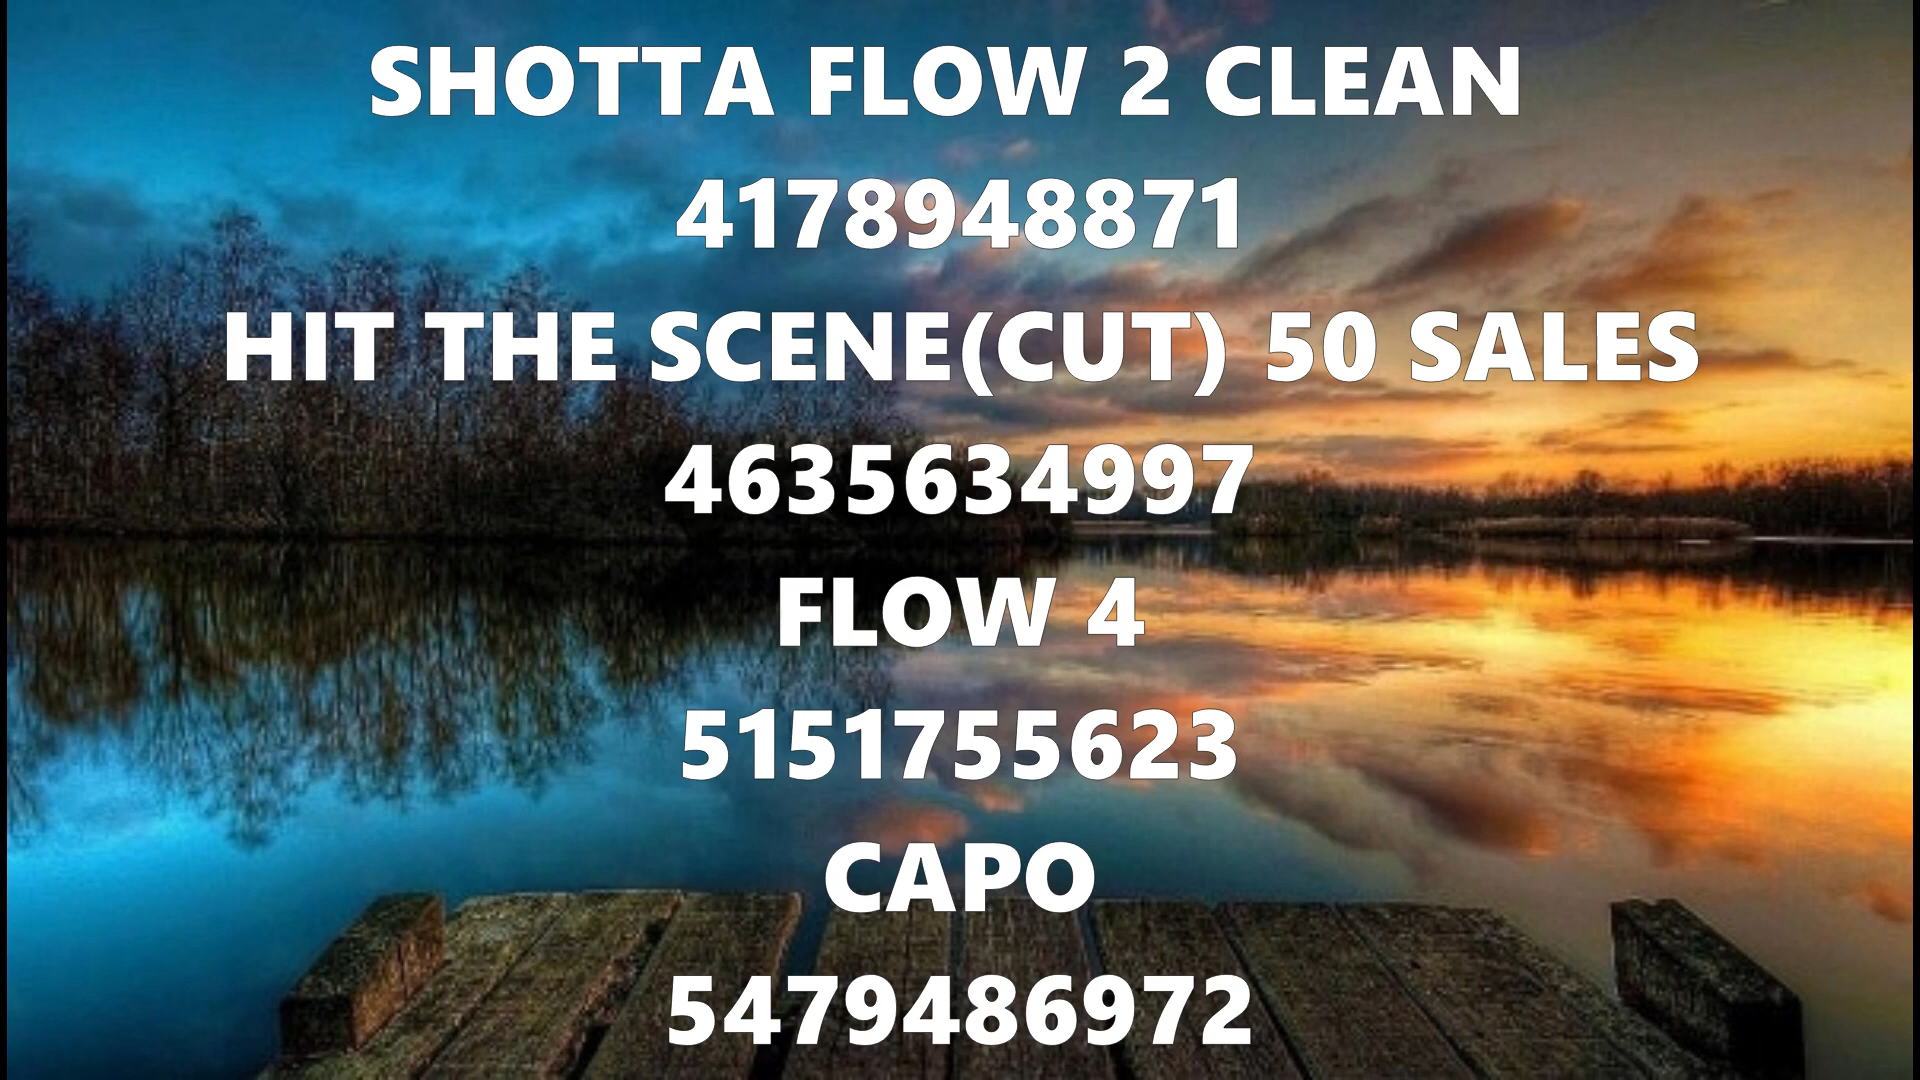 SHOTTA FLOW 2 CLEAN
4178948871
HIT THE SCENE(CUT) 50 SALES
4635634997
FLOW 4
5151755623
CAPO
5479486972